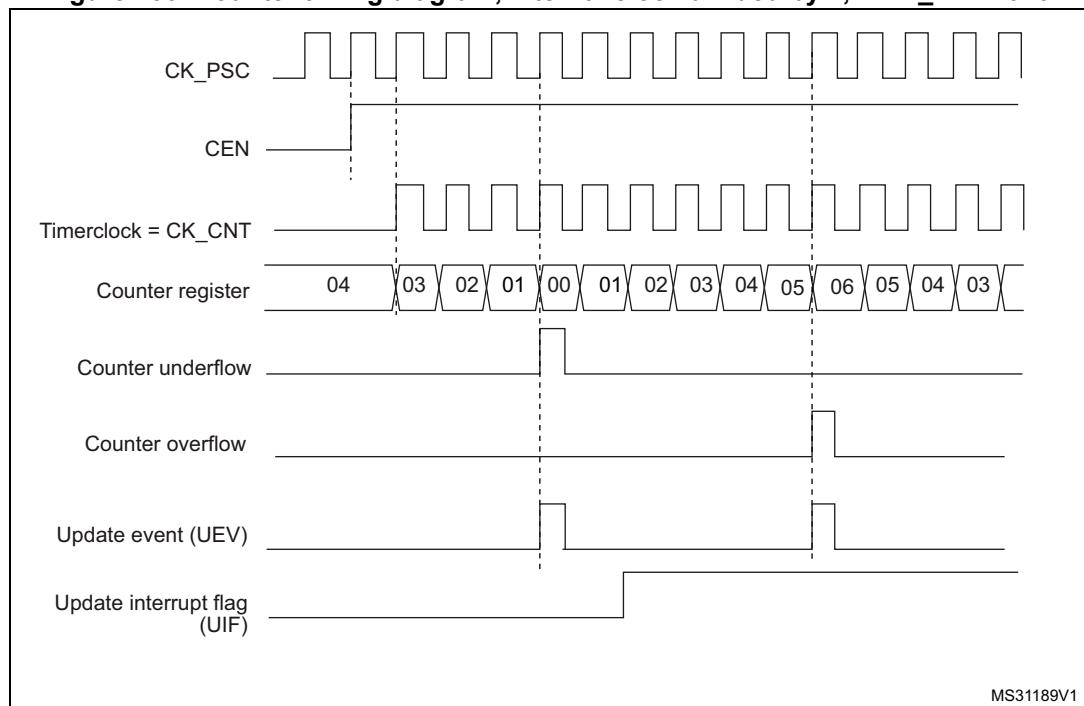 CK_PSC
CEN
Timerclock = CK_CNT
Counter register 04 03 02 01 00 01 02 03 04 05 06 05 04 03
Counter underflow
Counter overflow
Update event (UEV)
Update interrupt flag
(UIF)
MS31189V1